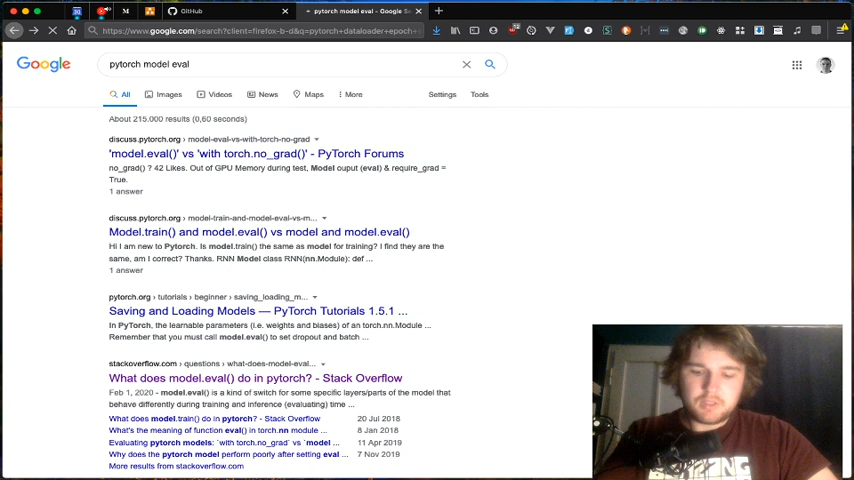 GitHub
pytorch model eval - Google Se
https://www.google.com/search?client=firefox-b-d&q=pytorch+dataloader+epoch+s
Google
pytorch model eval
All
Images
Videos
News
Maps
More
Settings
Tools
About 215.000 results (0,60 seconds)
discuss.pytorch.org › model-eval-vs-with-torch-no-grad
'model.eval()' vs 'with torch.no_grad()' - PyTorch Forums
no_grad() ? 42 Likes. Out of GPU Memory during test, Model ouput (eval) & require_grad =
True.
1 answer
discuss.pytorch.org › model-train-and-model-eval-vs-m...
Model.train() and model.eval() vs model and model.eval()
Hi I am new to Pytorch. Is model.train() the same as model for training? I find they are the
same, am I correct? Thanks. RNN Model class RNN(nn.Module): def ...
1 answer
pytorch.org › tutorials › beginner › saving_loading_m...
Saving and Loading Models — PyTorch Tutorials 1.5.1 ...
In PyTorch, the learnable parameters (i.e. weights and biases) of an torch.nn.Module ...
Remember that you must call model.eval() to set dropout and batch ...
stackoverflow.com › questions › what-does-model-eval...
What does model.eval() do in pytorch? - Stack Overflow
Feb 1, 2020 - model.eval() is a kind of switch for some specific layers/parts of the model that
behave differently during training and inference (evaluating) time ...
What does model.train() do in pytorch? - Stack Overflow 20 Jul 2018
What's the meaning of function eval() in torch.nn module ... 8 Jan 2018
Evaluating pytorch models: `with torch.no_grad` vs `model ... 11 Apr 2019
Why does the pytorch model perform poorly after setting eval ... 7 Nov 2019
More results from stackoverflow.com